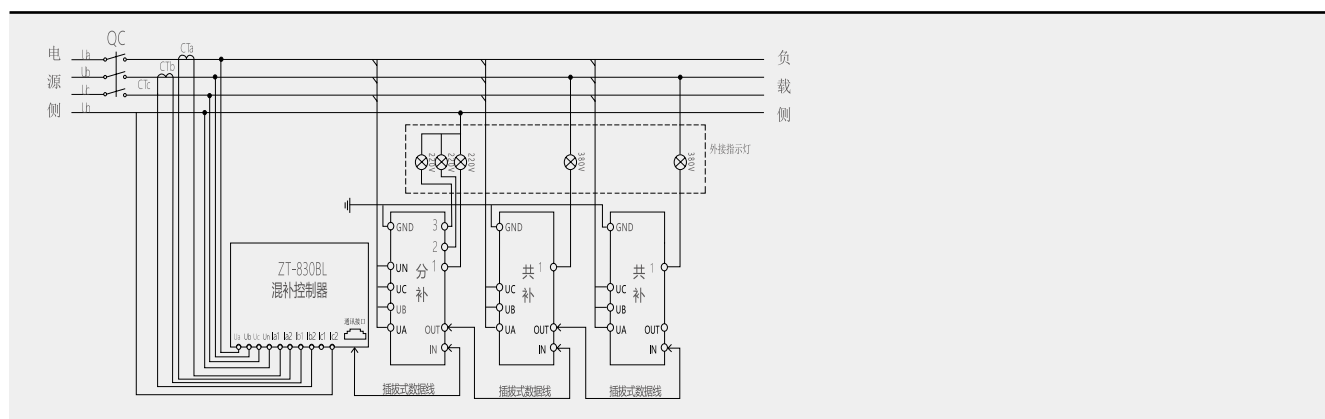 电
源
侧
QC
Ua
Ub
Uc
Un
CTa
CTb
CTc
负
载
侧
外接指示灯
220V
220V
220V
380V
380V
ZT-830BL
混补控制器
通讯接口
Ua Ub Uc Un Ia1 Ia2 Ib1 Ib2 Ic1 Ic2
GND 3
2
UN 分 1
UC 补
UB
UA OUT
IN
GND
共 1
UC 补
UB
UA OUT
IN
GND
共 1
UC 补
UB
UA OUT
IN
插拔式数据线
插拔式数据线
插拔式数据线